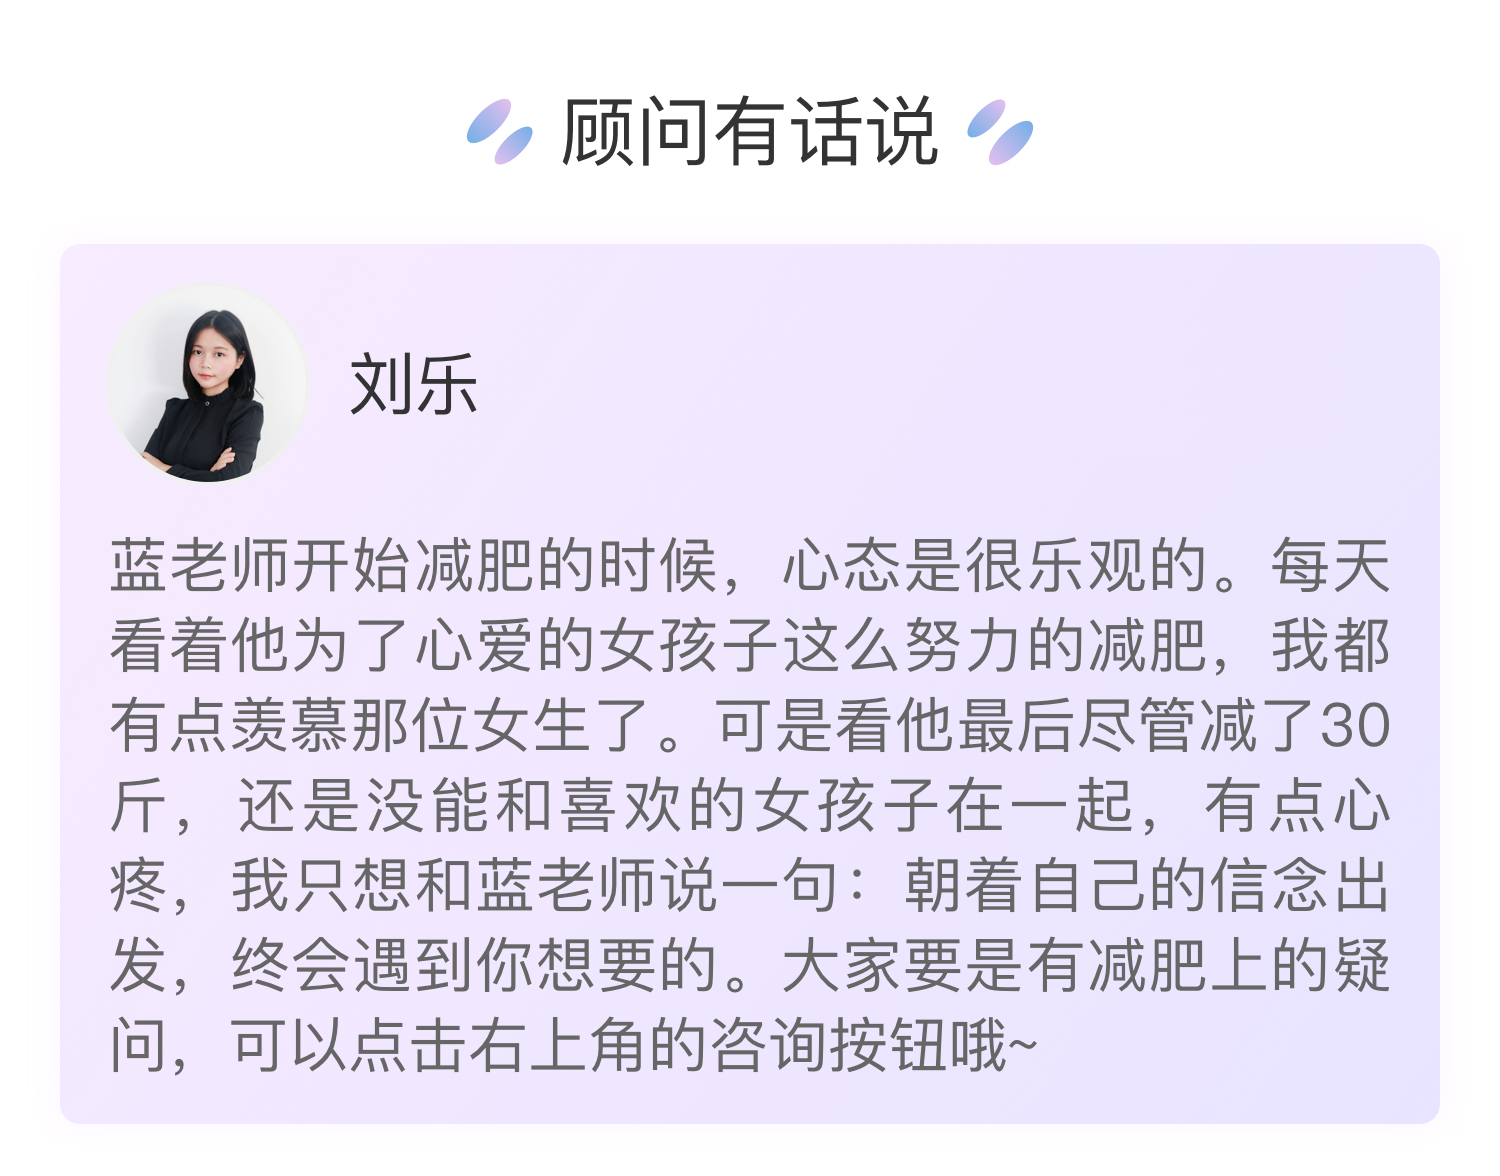 顾问有话说
刘乐
蓝老师开始减肥的时候，心态是很乐观的。每天
看着他为了心爱的女孩子这么努力的减肥，我都
有点羡慕那位女生了。可是看他最后尽管减了30
斤，还是没能和喜欢的女孩子在一起，有点心
疼，我只想和蓝老师说一句：朝着自己的信念出
发，终会遇到你想要的。大家要是有减肥上的疑
问，可以点击右上角的咨询按钮哦~